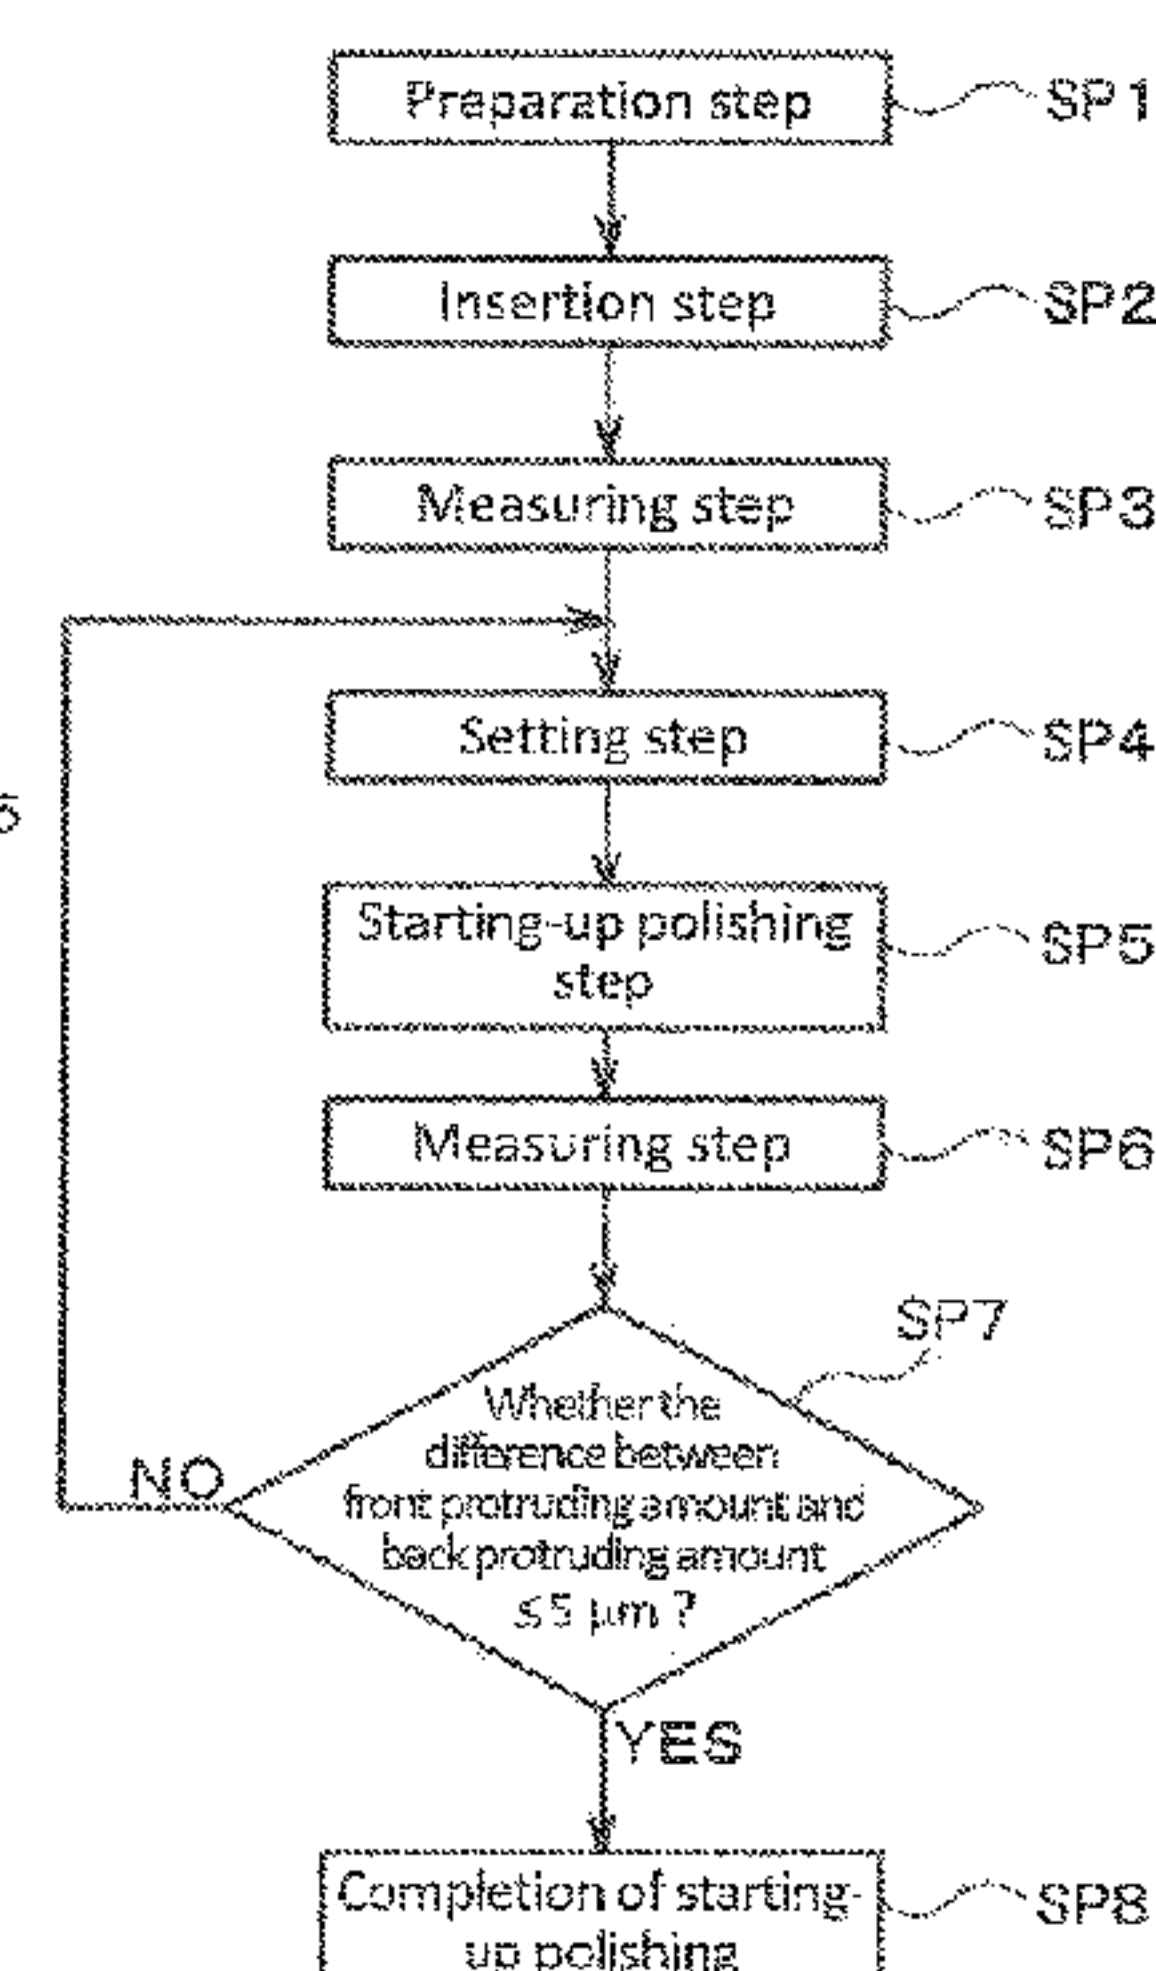 Preparation step
SP1
Insertion step
SP2
Measuring step
SP3
Setting step
SP4
Starting-up polishing
step
SP5
Measuring step
SP6
SP7
Whether the
difference between
front protruding amount and
back protruding amount
≤5 μm ?
NO
YES
Completion of starting-
up polishing
SP8